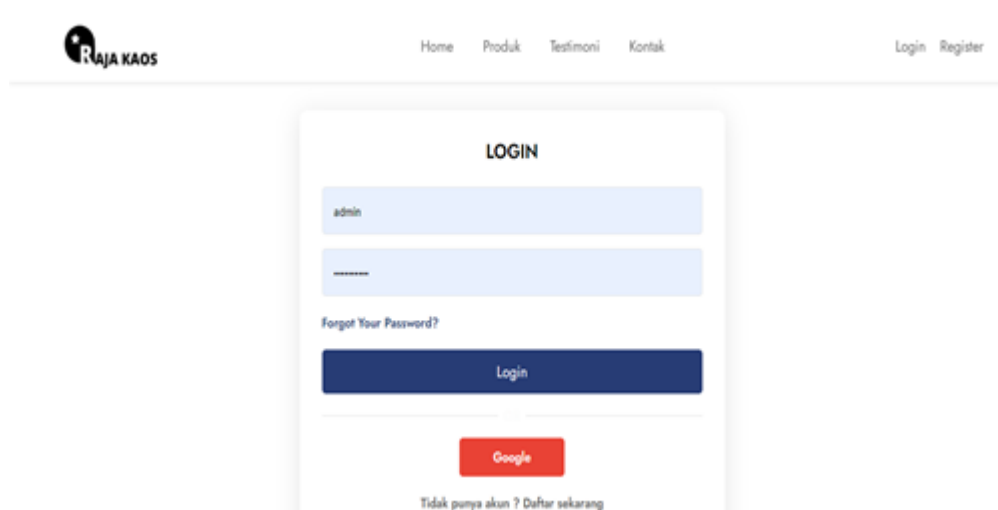 RAJA KAOS
Home Produk Testimoni Kontak
Login Register
LOGIN
admin
Forgot Your Password?
Login
Google
Tidak punya akun ? Daftar sekarang